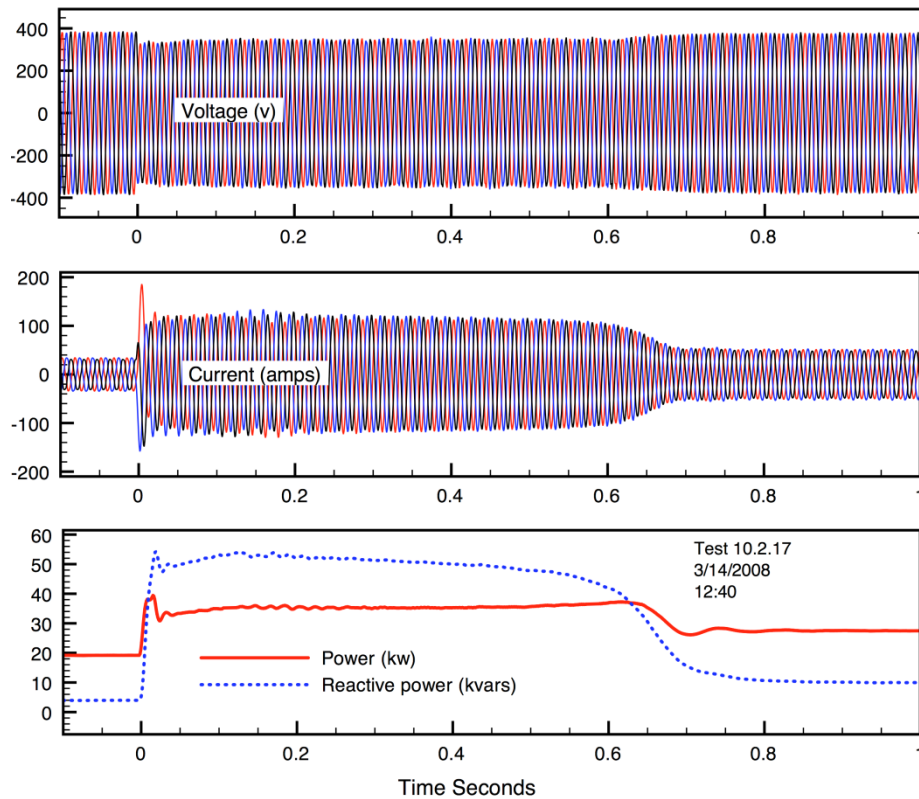 400
200
0
-200
-400
Voltage (v)
0 0.2 0.4 0.6 0.8 1
200
100
0
-100
-200
Current (amps)
0 0.2 0.4 0.6 0.8 1
60
50
40
30
20
10
0
Test 10.2.17
3/14/2008
12:40
Power (kw)
Reactive power (kvars)
0 0.2 0.4 0.6 0.8 1
Time Seconds